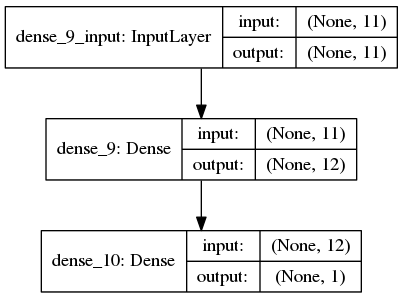 dense_9_input: InputLayer
input: (None, 11)
output: (None, 11)
dense_9: Dense
input: (None, 11)
output: (None, 12)
dense_10: Dense
input: (None, 12)
output: (None, 1)